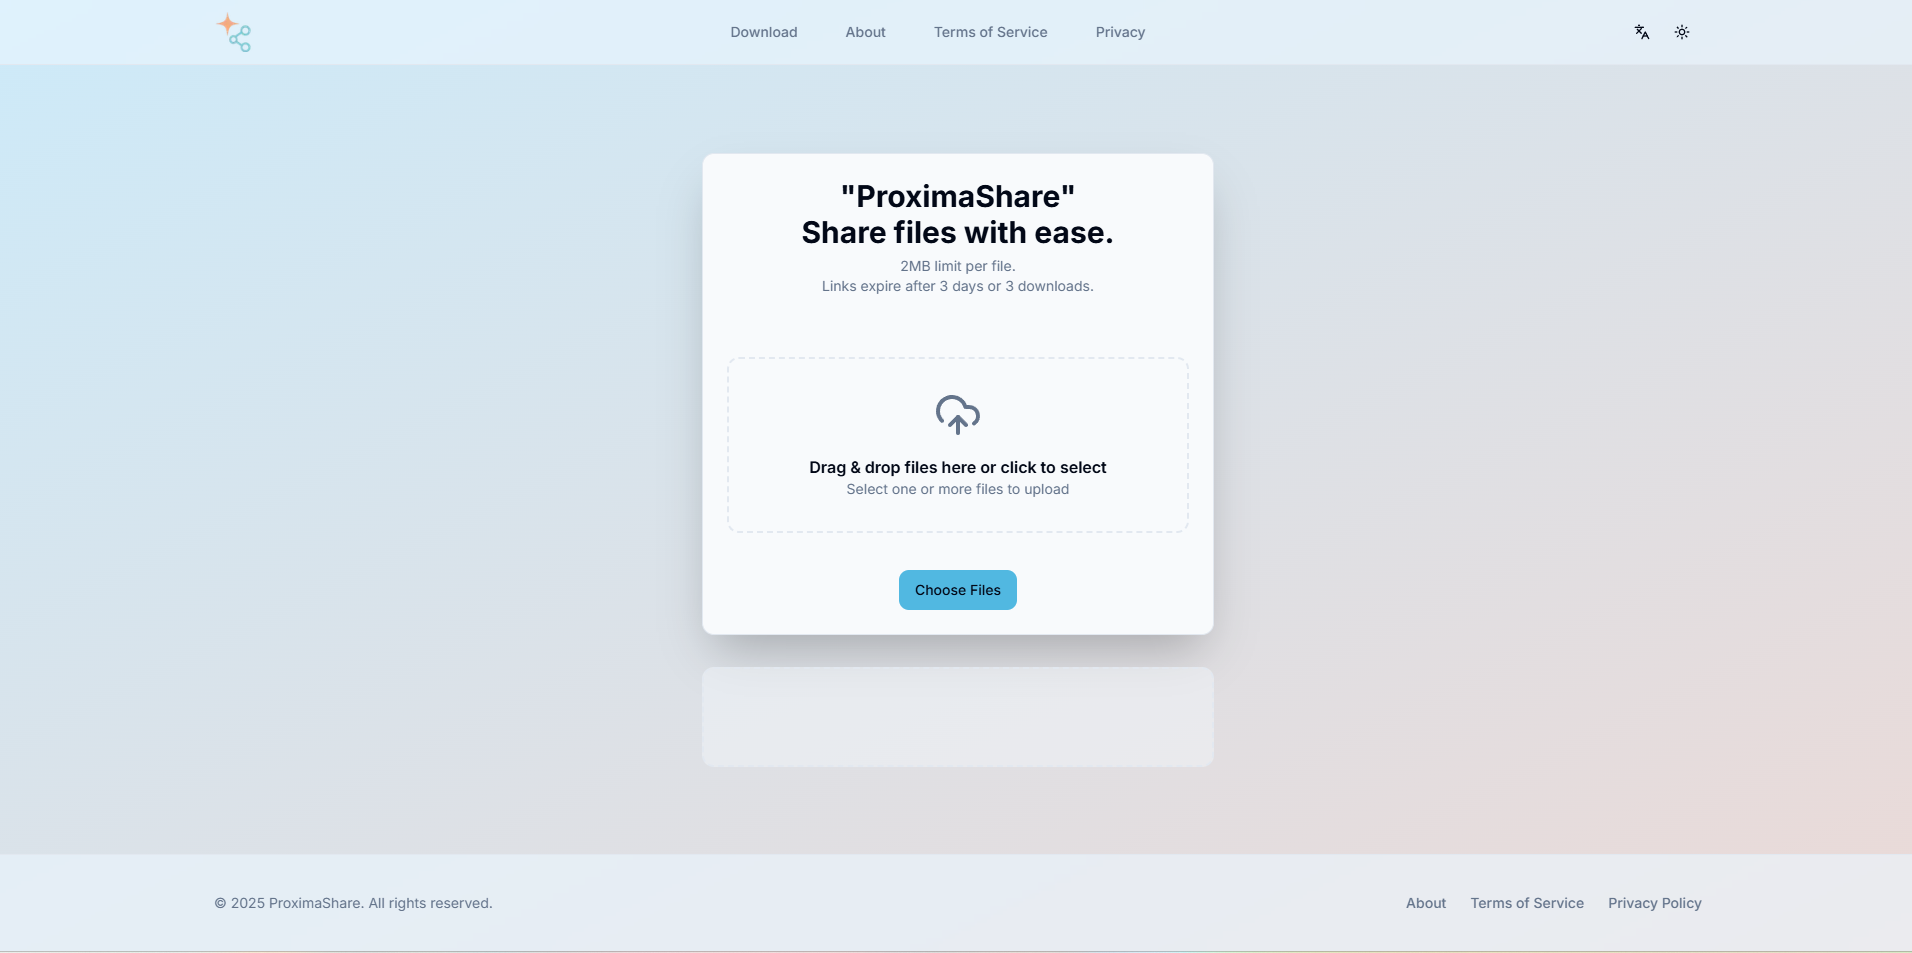 Download
About
Terms of Service
Privacy
"ProximaShare"
Share files with ease.
2MB limit per file.
Links expire after 3 days or 3 downloads.
Drag & drop files here or click to select
Select one or more files to upload
Choose Files
© 2025 ProximaShare. All rights reserved.
About
Terms of Service
Privacy Policy